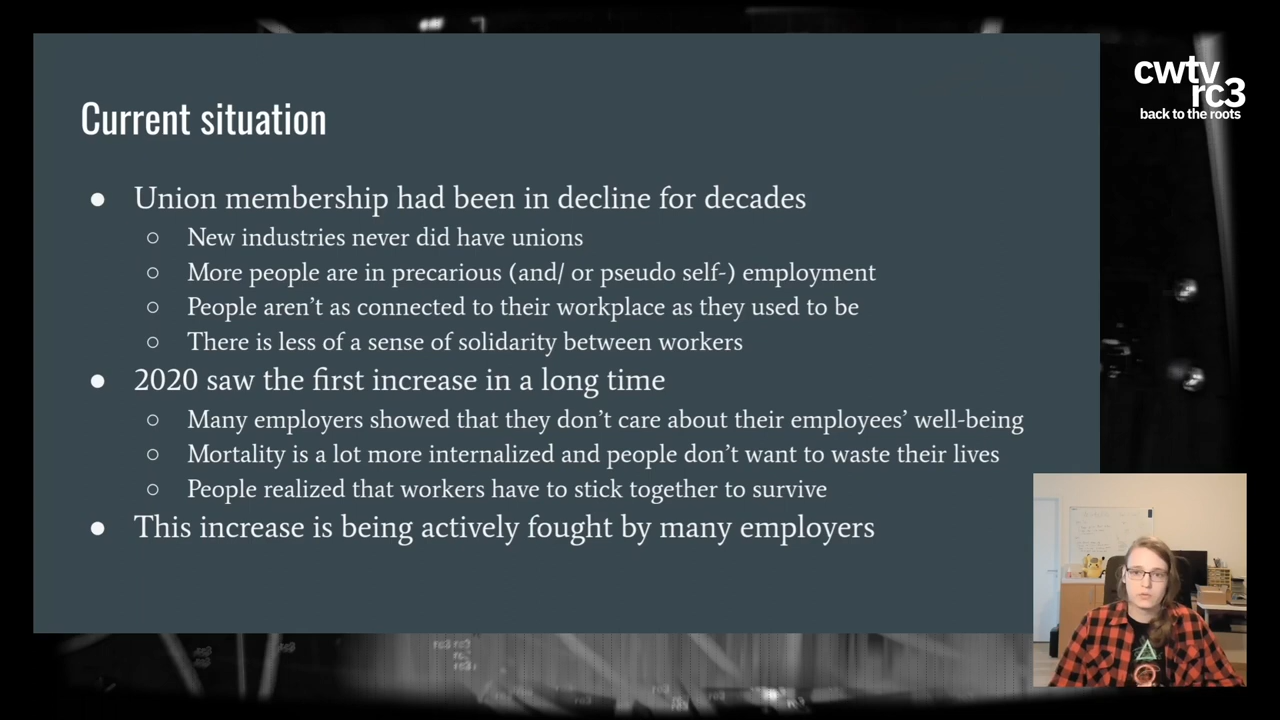 Current situation
● Union membership had been in decline for decades
○ New industries never did have unions
○ More people are in precarious (and/ or pseudo self-) employment
○ People aren’t as connected to their workplace as they used to be
○ There is less of a sense of solidarity between workers
● 2020 saw the first increase in a long time
○ Many employers showed that they don’t care about their employees’ well-being
○ Mortality is a lot more internalized and people don’t want to waste their lives
○ People realized that workers have to stick together to survive
● This increase is being actively fought by many employers
cwtv
rc3
back to the roots
rc3 rc3
rc3